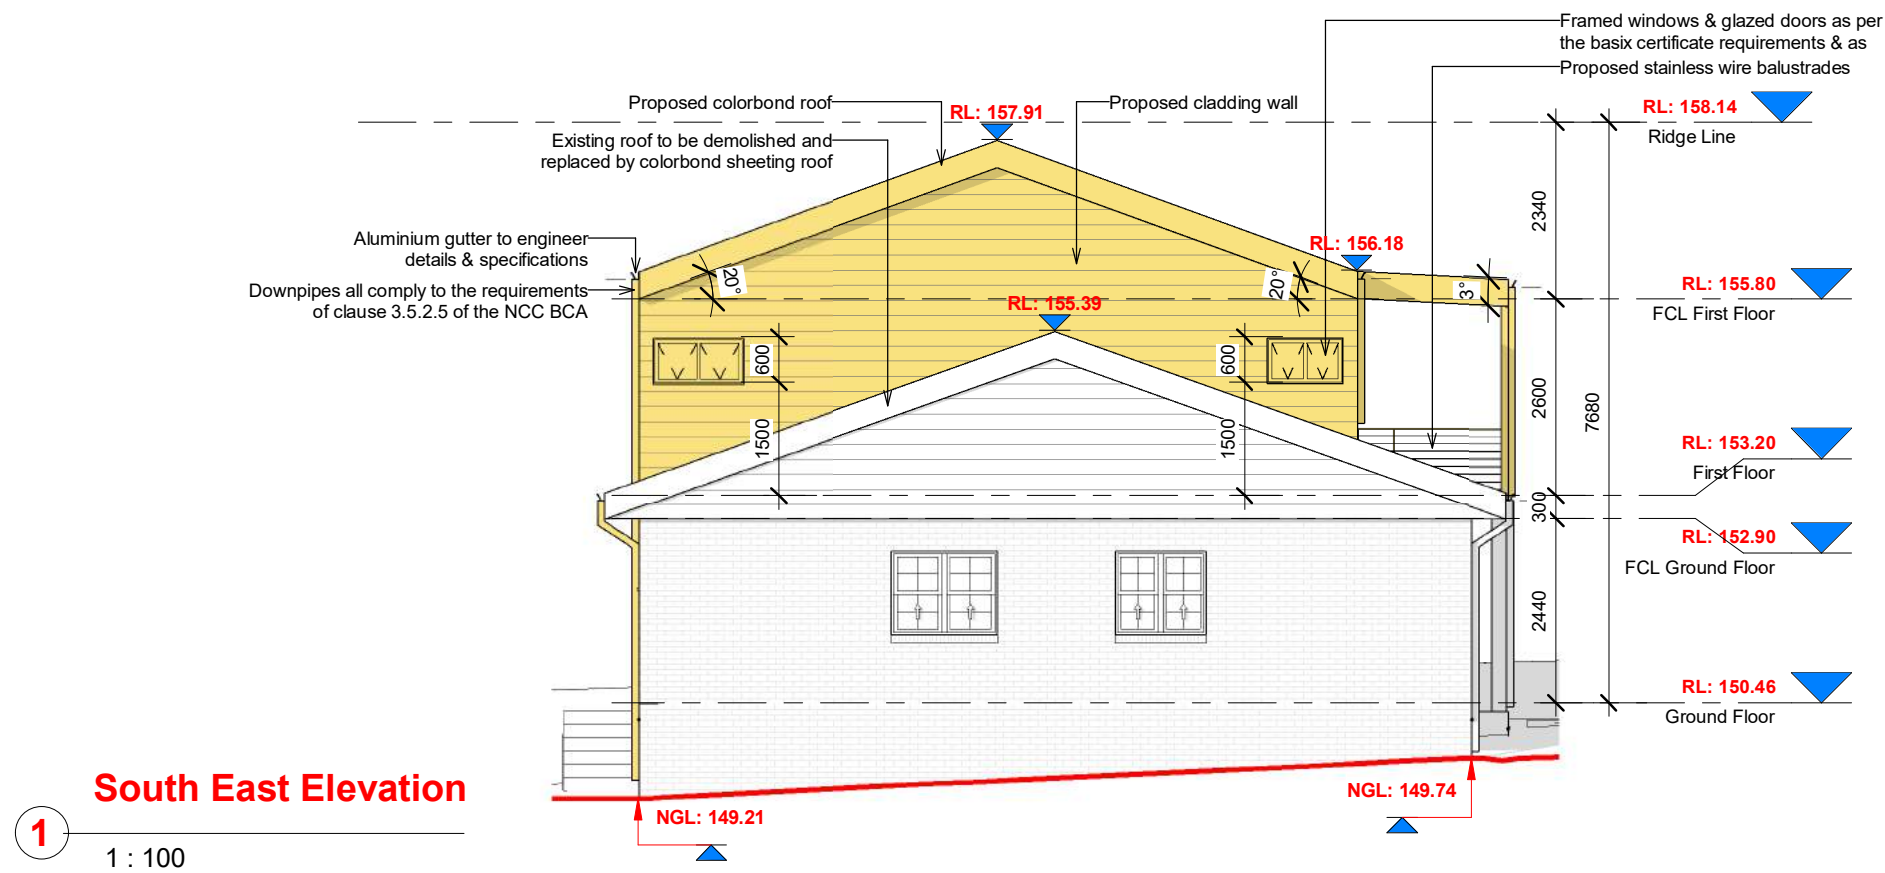 Framed windows & glazed doors as per
the basix certificate requirements & as
Proposed stainless wire balustrades
Proposed colorbond roof
RL: 157.91
Proposed cladding wall
RL: 158.14
Ridge Line
Existing roof to be demolished and
replaced by colorbond sheeting roof
2340
Aluminium gutter to engineer
details & specifications
RL: 156.18
Downpipes all comply to the requirements
of clause 3.5.2.5 of the NCC BCA
20°
20°
3°
RL: 155.80
FCL First Floor
RL: 155.39
600
600
1500
1500
2600
7680
RL: 153.20
First Floor
300
RL: 152.90
FCL Ground Floor
2440
RL: 150.46
Ground Floor
South East Elevation
1
1 : 100
NGL: 149.21
NGL: 149.74